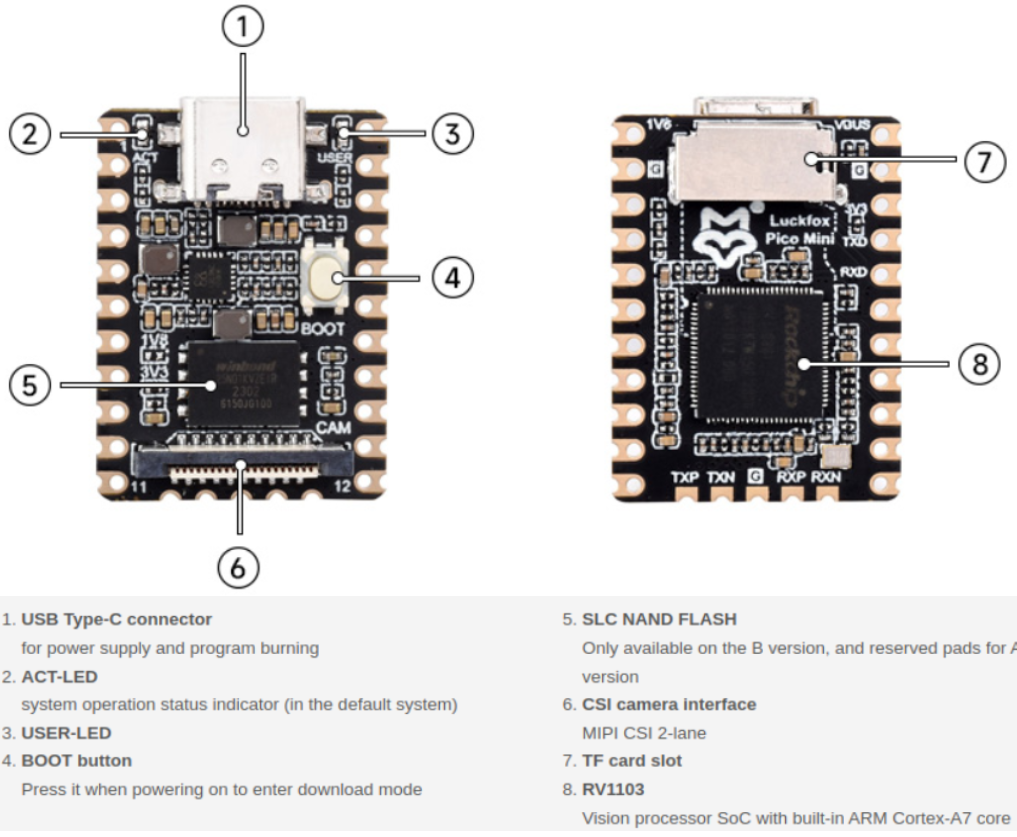 1
2
3
4
5
6
7
8
ACT
USER
BOOT
1V8
3V3
winbond
2302
6150J0100
CAM
11
12
1V8
VBUS
G
G
3V3
Luckfox
Pico Mini
TXD
RXD
Rockchip
TXP TXN G RXP RXN
1. USB Type-C connector
for power supply and program burning
2. ACT-LED
system operation status indicator (in the default system)
3. USER-LED
4. BOOT button
Press it when powering on to enter download mode
5. SLC NAND FLASH
Only available on the B version, and reserved pads for A
version
6. CSI camera interface
MIPI CSI 2-lane
7. TF card slot
8. RV1103
Vision processor SoC with built-in ARM Cortex-A7 core